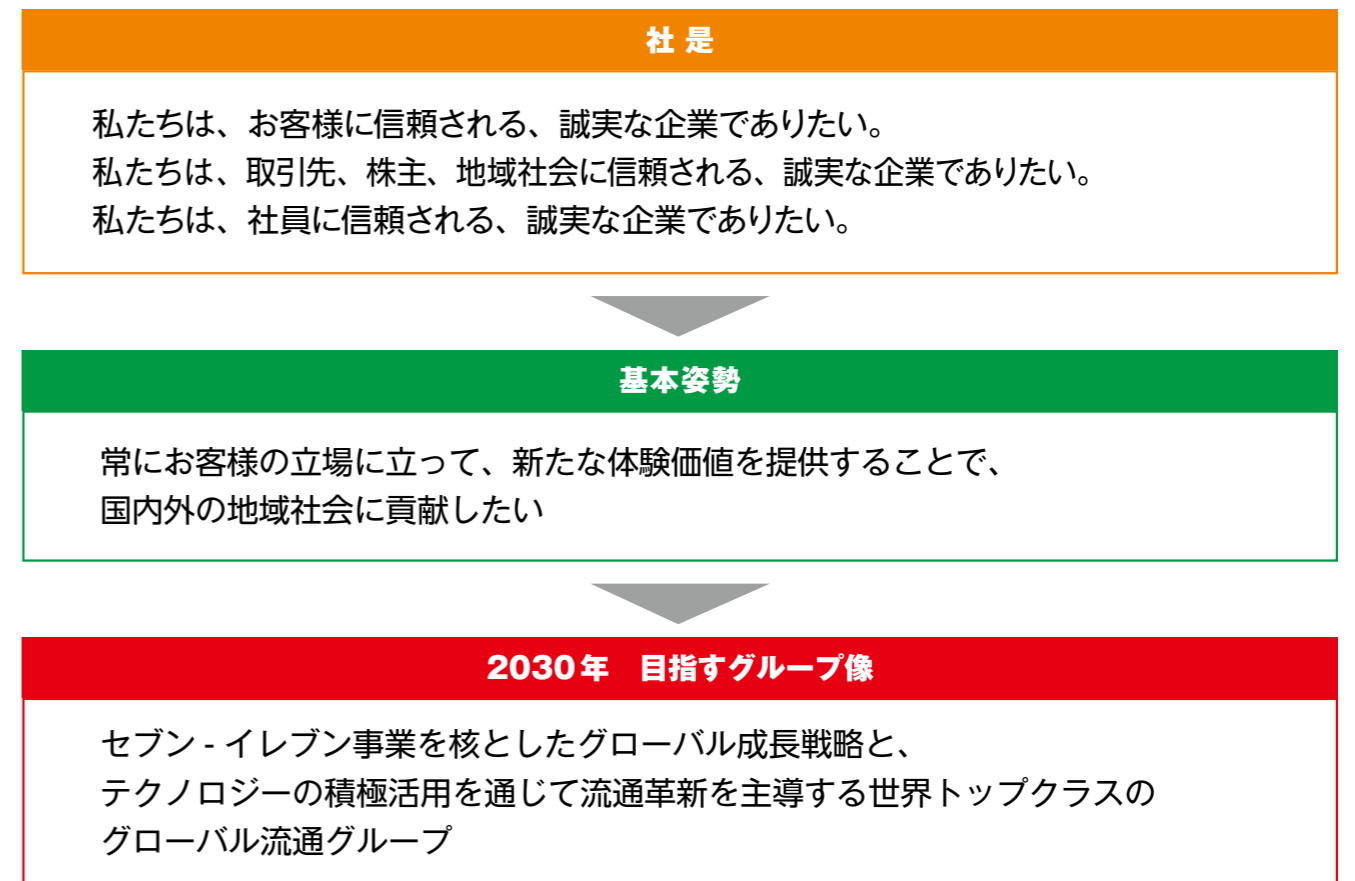 社 是
私たちは、お客様に信頼される、誠実な企業でありたい。
私たちは、取引先、株主、地域社会に信頼される、誠実な企業でありたい。
私たちは、社員に信頼される、誠実な企業でありたい。
基本姿勢
常にお客様の立場に立って、新たな体験価値を提供することで、
国内外の地域社会に貢献したい
2030年　目指すグループ像
セブン - イレブン事業を核としたグローバル成長戦略と、
テクノロジーの積極活用を通じて流通革新を主導する世界トップクラスの
グローバル流通グループ